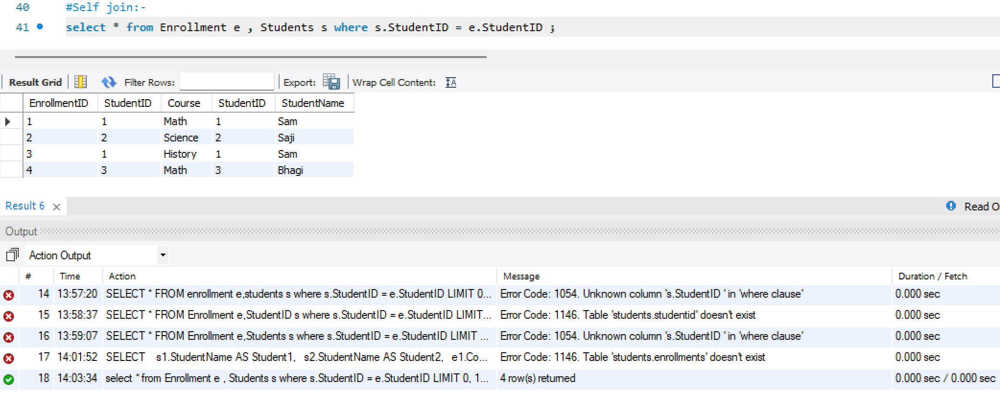 40 #Self join:-
41 select * from Enrollment e , Students s where s.StudentID = e.StudentID ;
Result Grid Filter Rows: Export: Wrap Cell Content:
EnrollmentID StudentID Course StudentID StudentName
1 1 Math 1 Sam
2 2 Science 2 Saji
3 1 History 1 Sam
4 3 Math 3 Bhagi
Result 6 Read O
Output
Action Output
# Time Action Message Duration / Fetch
14 13:57:20 SELECT * FROM enrollment e,students s where s.StudentID = e.StudentID LIMIT 0... Error Code: 1054. Unknown column 's.StudentID ' in 'where clause' 0.000 sec
15 13:58:37 SELECT * FROM Enrollment e,StudentID s where s.StudentID = e.StudentID LIMIT... Error Code: 1146. Table 'students.studentid' doesn't exist 0.000 sec
16 13:59:07 SELECT * FROM Enrollment e,Students s where s.StudentID = e.StudentID LIMIT ... Error Code: 1054. Unknown column 's.StudentID ' in 'where clause' 0.000 sec
17 14:01:52 SELECT s1.StudentName AS Student1, s2.StudentName AS Student2, e1.Co... Error Code: 1146. Table 'students.enrollments' doesn't exist 0.000 sec
18 14:03:34 select * from Enrollment e , Students s where s.StudentID = e.StudentID LIMIT 0, 1... 4 row(s) returned 0.000 sec / 0.000 sec